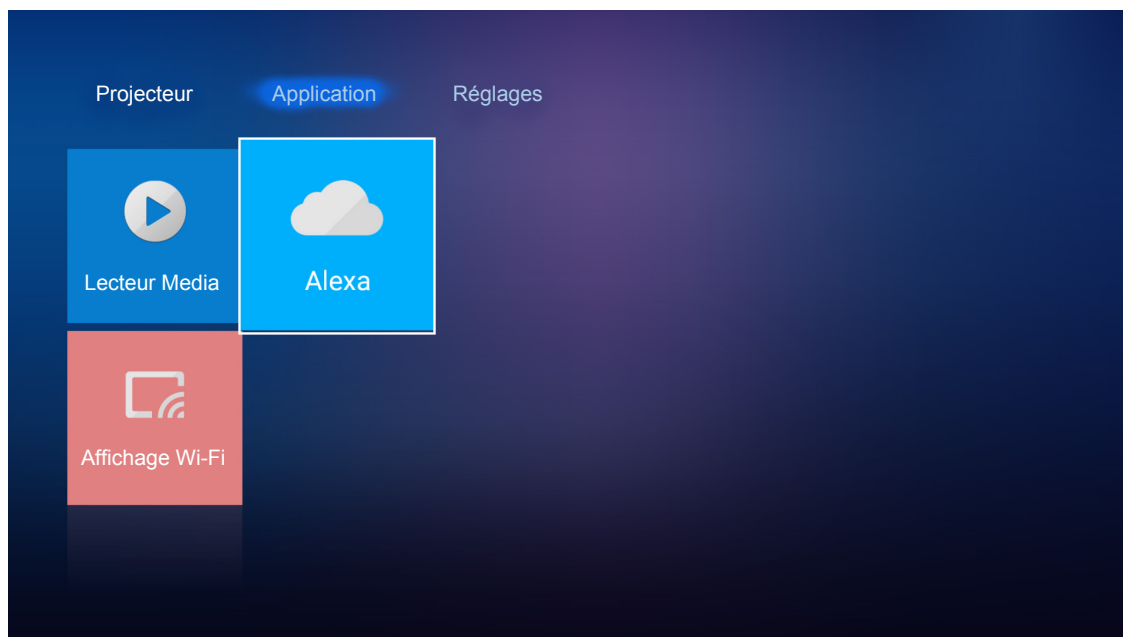 Projecteur
Application
Réglages
Lecteur Media
Alexa
Affichage Wi-Fi